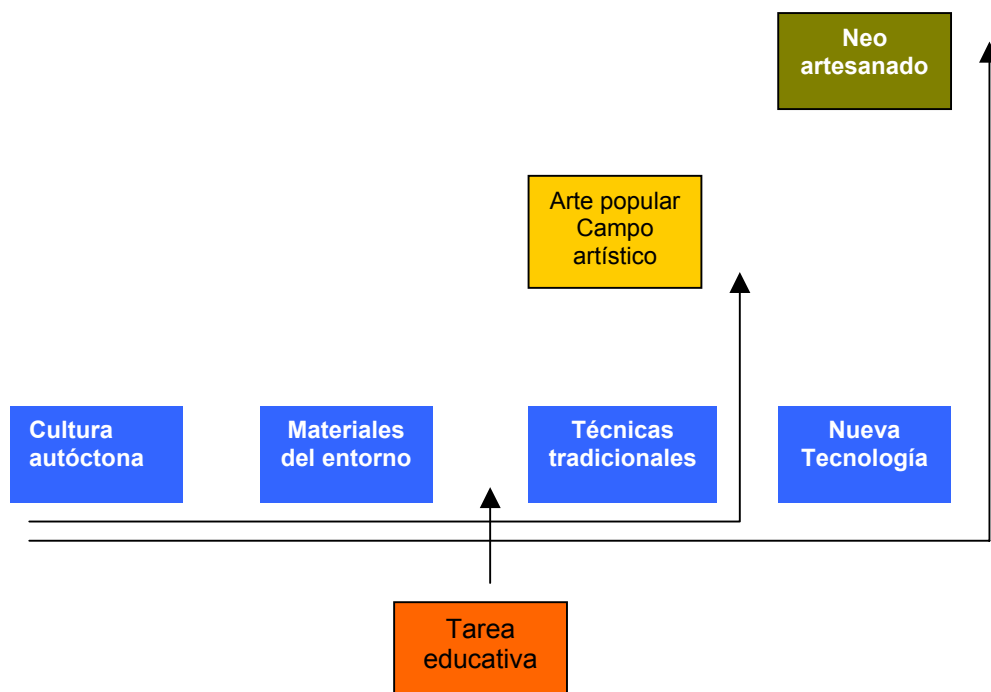 Neo
artesanado
Arte popular
Campo
artístico
Cultura
autóctona
Materiales
del entorno
Técnicas
tradicionales
Nueva
Tecnología
Tarea
educativa